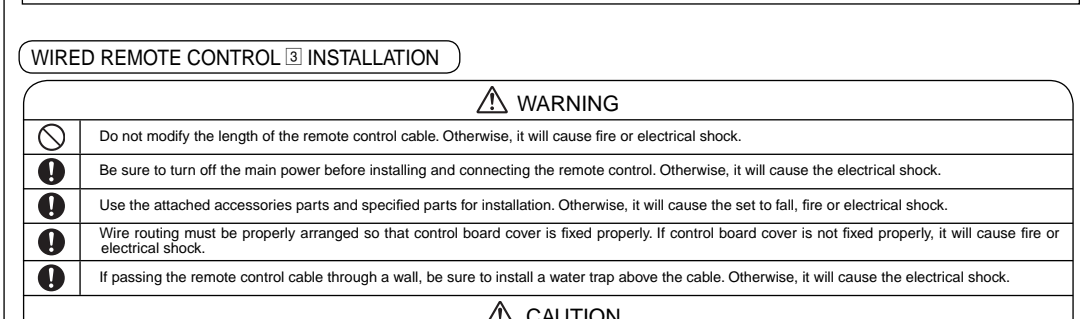 WIRED REMOTE CONTROL 3 INSTALLATION
WARNING
Do not modify the length of the remote control cable. Otherwise, it will cause fire or electrical shock.
Be sure to turn off the main power before installing and connecting the remote control. Otherwise, it will cause the electrical shock.
Use the attached accessories parts and specified parts for installation. Otherwise, it will cause the set to fall, fire or electrical shock.
Wire routing must be properly arranged so that control board cover is fixed properly. If control board cover is not fixed properly, it will cause fire or
electrical shock.
If passing the remote control cable through a wall, be sure to install a water trap above the cable. Otherwise, it will cause the electrical shock.
CAUTION